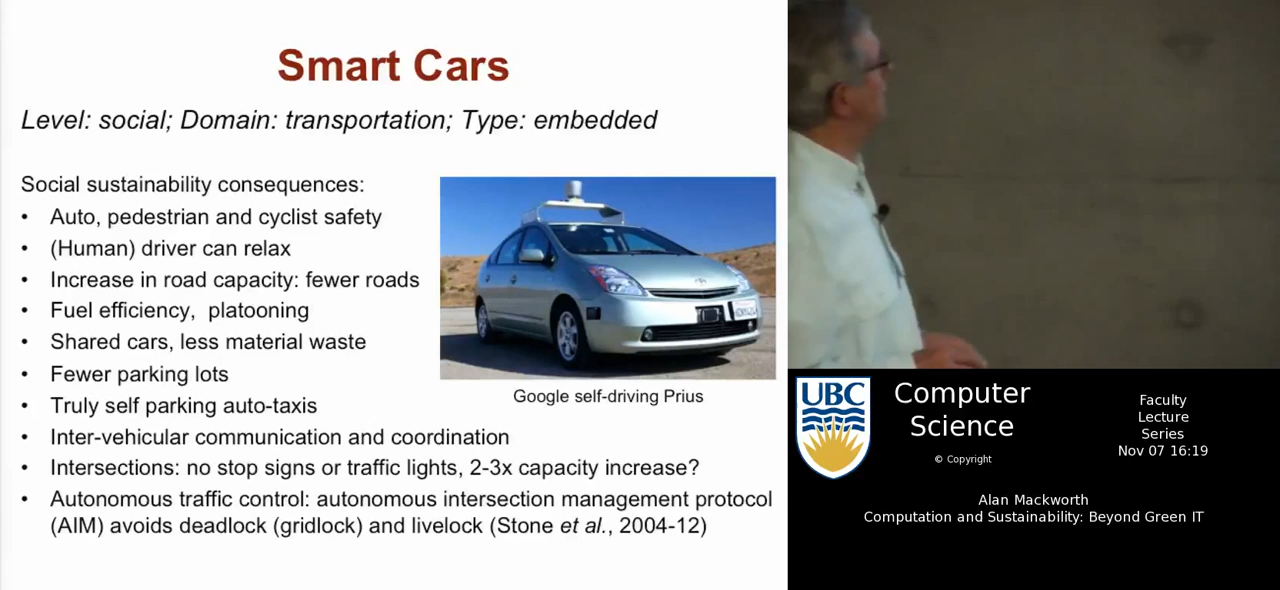 Smart Cars
Level: social; Domain: transportation; Type: embedded
Social sustainability consequences:
• Auto, pedestrian and cyclist safety
• (Human) driver can relax
• Increase in road capacity: fewer roads
• Fuel efficiency, platooning
• Shared cars, less material waste
• Fewer parking lots
• Truly self parking auto-taxis
• Inter-vehicular communication and coordination
• Intersections: no stop signs or traffic lights, 2-3x capacity increase?
• Autonomous traffic control: autonomous intersection management protocol
(AIM) avoids deadlock (gridlock) and livelock (Stone et al., 2004-12)
Google self-driving Prius
UBC
Computer
Science
© Copyright
Faculty
Lecture
Series
Nov 07 16:19
Alan Mackworth
Computation and Sustainability: Beyond Green IT